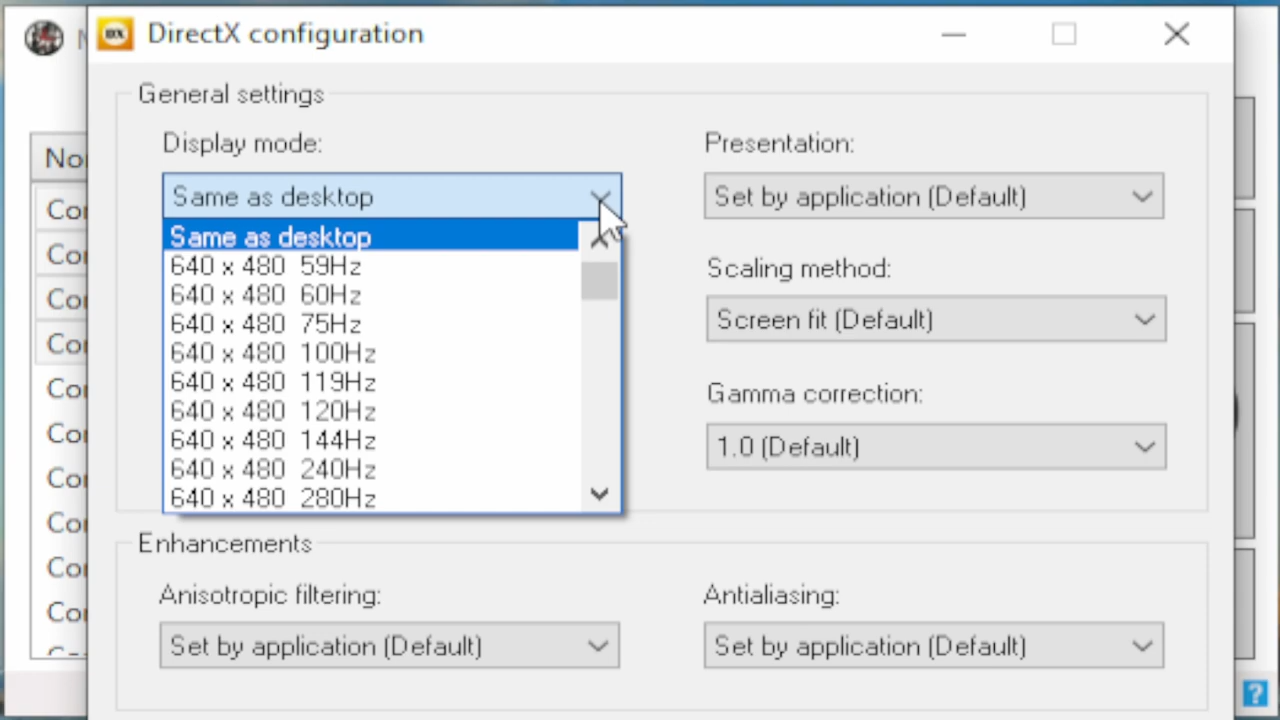 DX DirectX configuration
General settings
Display mode:
Same as desktop
Same as desktop
640 x 480 59Hz
640 x 480 60Hz
640 x 480 75Hz
640 x 480 100Hz
640 x 480 119Hz
640 x 480 120Hz
640 x 480 144Hz
640 x 480 240Hz
640 x 480 280Hz
Presentation:
Set by application (Default)
Scaling method:
Screen fit (Default)
Gamma correction:
1.0 (Default)
Enhancements
Anisotropic filtering:
Set by application (Default)
Antialiasing:
Set by application (Default)
?